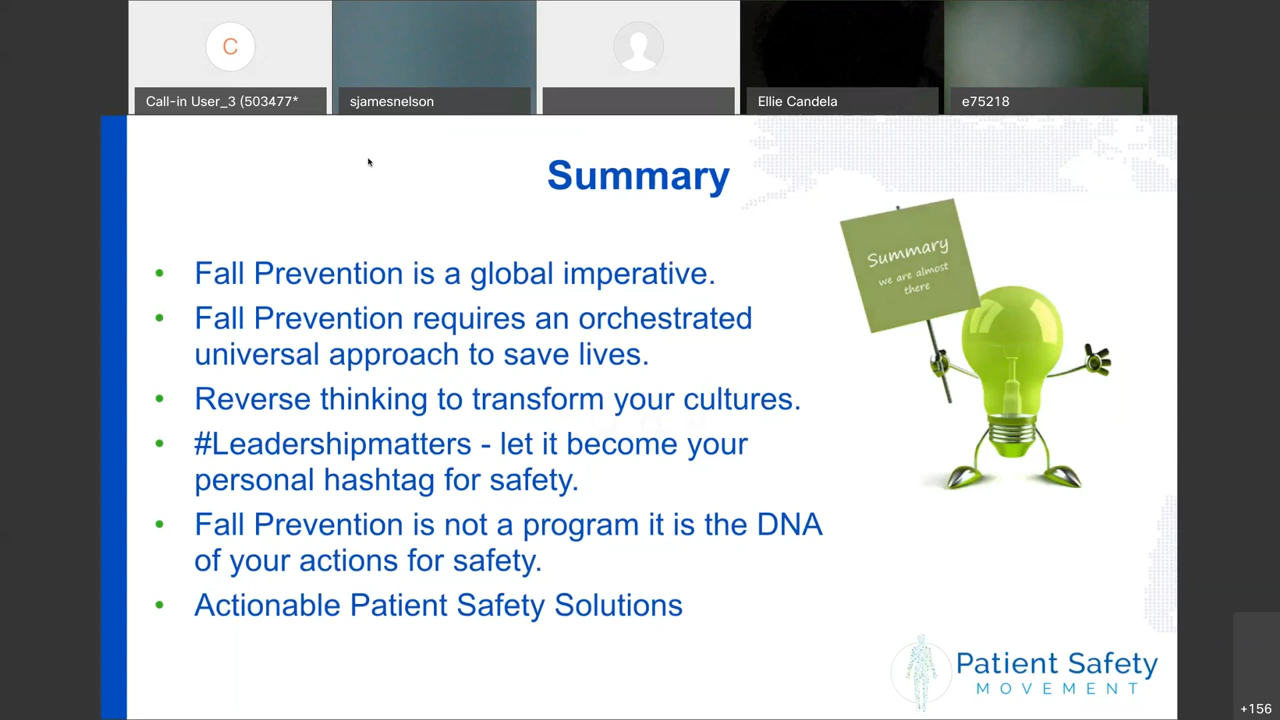 C
Call-in User_3 (503477*
sjamesnelson
Ellie Candela
e75218
Summary
Summary
we are almost
there
• Fall Prevention is a global imperative.
• Fall Prevention requires an orchestrated
universal approach to save lives.
• Reverse thinking to transform your cultures.
• #Leadershipmatters - let it become your
personal hashtag for safety.
• Fall Prevention is not a program it is the DNA
of your actions for safety.
• Actionable Patient Safety Solutions
Patient Safety
MOVEMENT
+156